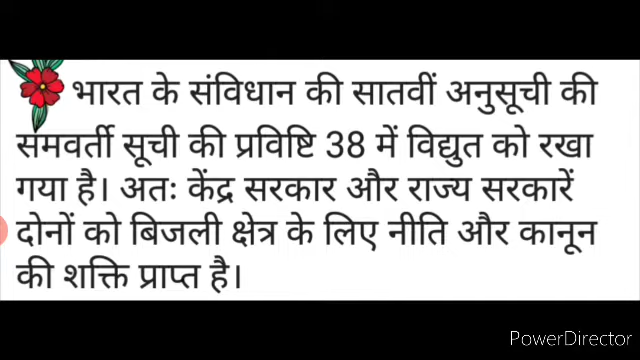 भारत के संविधान की सातवीं अनुसूची की
समवर्ती सूची की प्रविष्टि 38 में विद्युत को रखा
गया है। अतः केंद्र सरकार और राज्य सरकारें
दोनों को बिजली क्षेत्र के लिए नीति और कानून
की शक्ति प्राप्त है।
PowerDirector